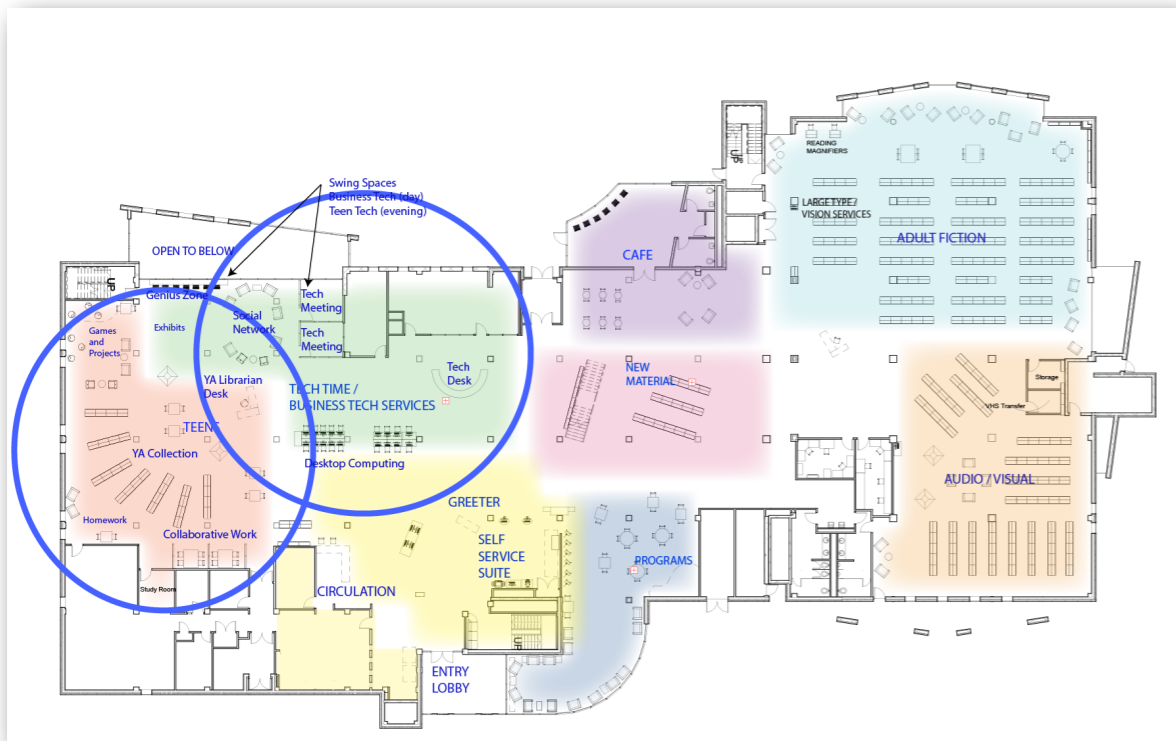 Swing Spaces
Business Tech (day)
Teen Tech (evening)
OPEN TO BELOW
UP
Genius Zone
Exhibits
Social
Network
Tech
Meeting
Tech
Meeting
Games
and
Projects
YA Librarian
Desk
TECH TIME /
BUSINESS TECH SERVICES
Tech
Desk
TEENS
YA Collection
Desktop Computing
Homework
Collaborative Work
Study Room
CIRCULATION
GREETER
SELF
SERVICE
SUITE
UP
ENTRY
LOBBY
CAFE
NEW
MATERIAL
PROGRAMS
UP
READING
MAGNIFIERS
LARGE TYPE /
VISION SERVICES
ADULT FICTION
Storage
VHS Transfer
AUDIO / VISUAL